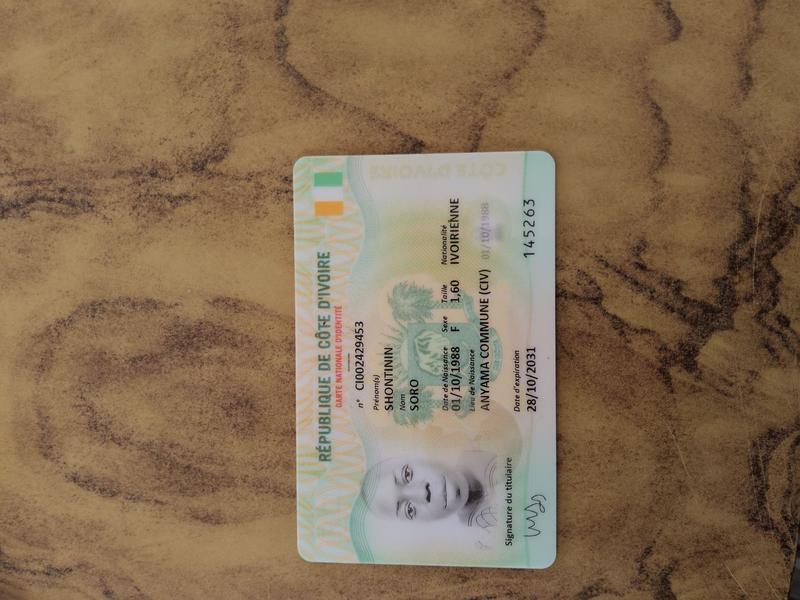 CÔTE D'IVOIRE
RÉPUBLIQUE DE CÔTE D'IVOIRE
CARTE NATIONALE D'IDENTITÉ
n° CI002429453
Prénom(s)
SHONTININ
Nom
SORO
Date de Naissance Sexe Taille Nationalité
01/10/1988 F 1,60 IVOIRIENNE
Lieu de Naissance
ANYAMA COMMUNE (CIV) 01/10/1988
Date d'expiration
28/10/2031
145263
Signature du titulaire